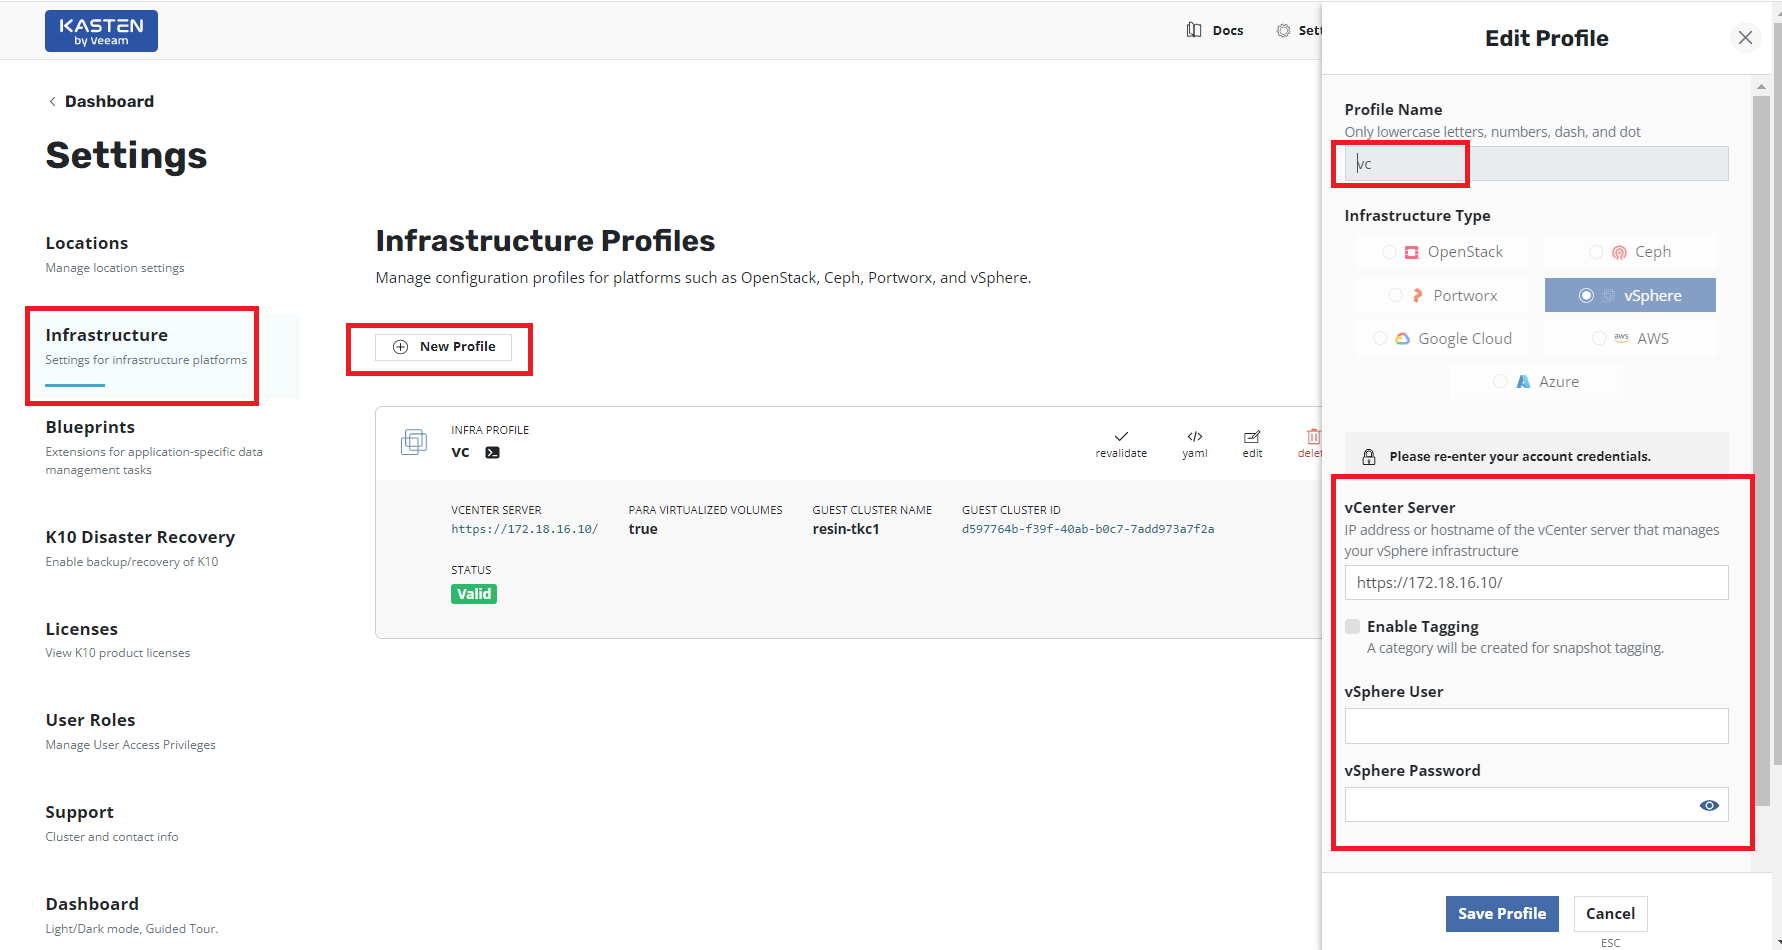 KASTEN
by Veeam
Docs
Sett
Dashboard
Settings
Locations
Manage location settings
Infrastructure
Settings for infrastructure platforms
Blueprints
Extensions for application-specific data
management tasks
K10 Disaster Recovery
Enable backup/recovery of K10
Licenses
View K10 product licenses
User Roles
Manage User Access Privileges
Support
Cluster and contact info
Dashboard
Light/Dark mode, Guided Tour.
Infrastructure Profiles
Manage configuration profiles for platforms such as OpenStack, Ceph, Portworx, and vSphere.
New Profile
INFRA PROFILE
vc
revalidate
yaml
edit
delet
VCENTER SERVER
https://172.18.16.10/
PARA VIRTUALIZED VOLUMES
true
GUEST CLUSTER NAME
resin-tkc1
GUEST CLUSTER ID
d597764b-f39f-40ab-b0c7-7add973a7f2a
STATUS
Valid
Edit Profile
Profile Name
Only lowercase letters, numbers, dash, and dot
vc
Infrastructure Type
OpenStack
Ceph
Portworx
vSphere
Google Cloud
aws AWS
Azure
Please re-enter your account credentials.
vCenter Server
IP address or hostname of the vCenter server that manages
your vSphere infrastructure
https://172.18.16.10/
Enable Tagging
A category will be created for snapshot tagging.
vSphere User
vSphere Password
Save Profile
Cancel
ESC